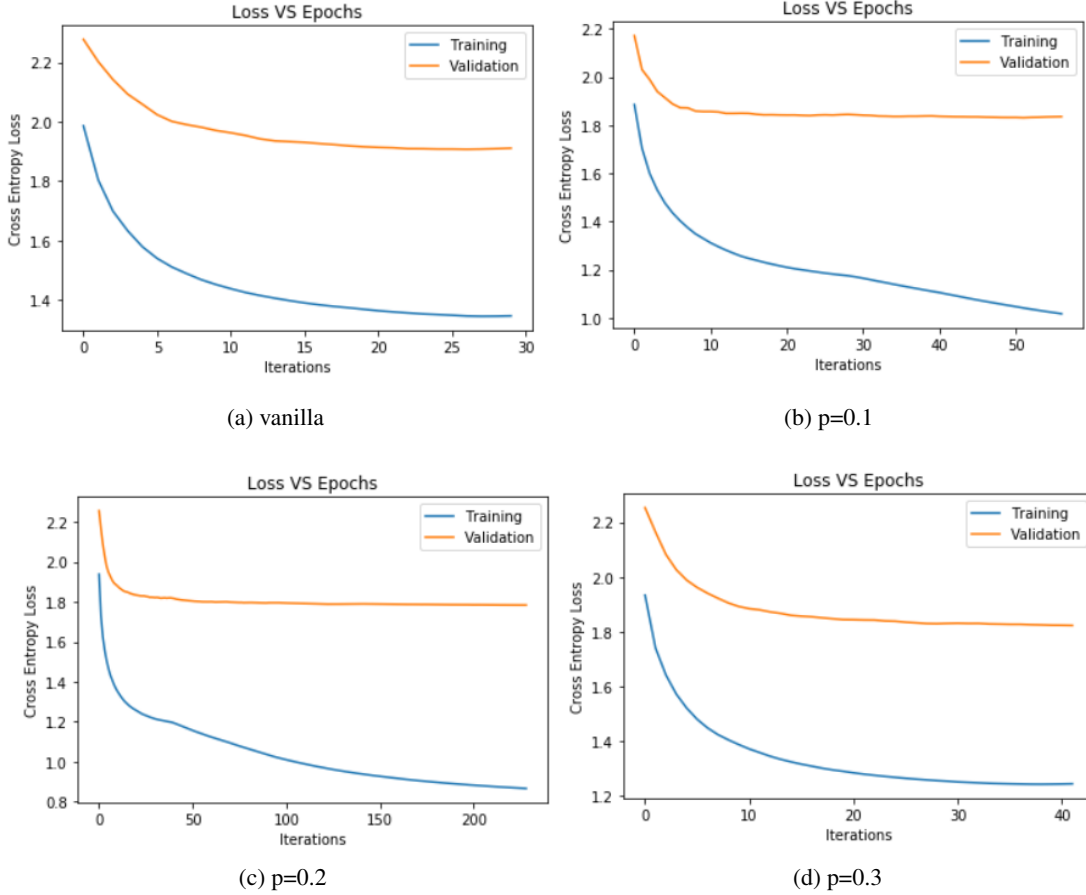 Loss VS Epochs
Training
Validation
Cross Entropy Loss
2.2
2.0
1.8
1.6
1.4
0 5 10 15 20 25 30
Iterations
(a) vanilla
Loss VS Epochs
Training
Validation
Cross Entropy Loss
2.2
2.0
1.8
1.6
1.4
1.2
1.0
0 10 20 30 40 50
Iterations
(b) p=0.1
Loss VS Epochs
Training
Validation
Cross Entropy Loss
2.2
2.0
1.8
1.6
1.4
1.2
1.0
0.8
0 50 100 150 200
Iterations
(c) p=0.2
Loss VS Epochs
Training
Validation
Cross Entropy Loss
2.2
2.0
1.8
1.6
1.4
1.2
0 10 20 30 40
Iterations
(d) p=0.3